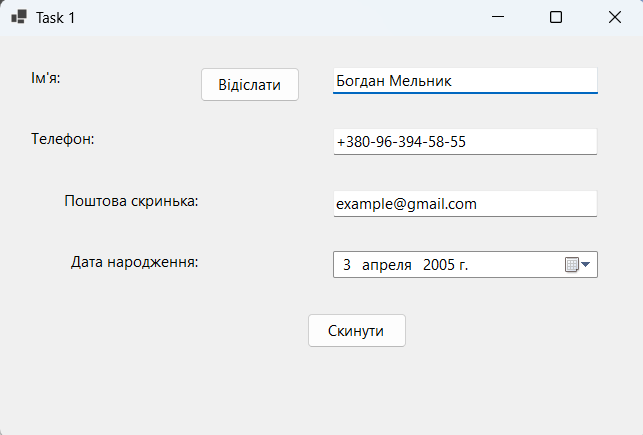 Task 1
Ім'я:
Відіслати
Богдан Мельник
Телефон:
+380-96-394-58-55
Поштова скринька:
example@gmail.com
Дата народження:
3 апреля 2005 г.
Скинути